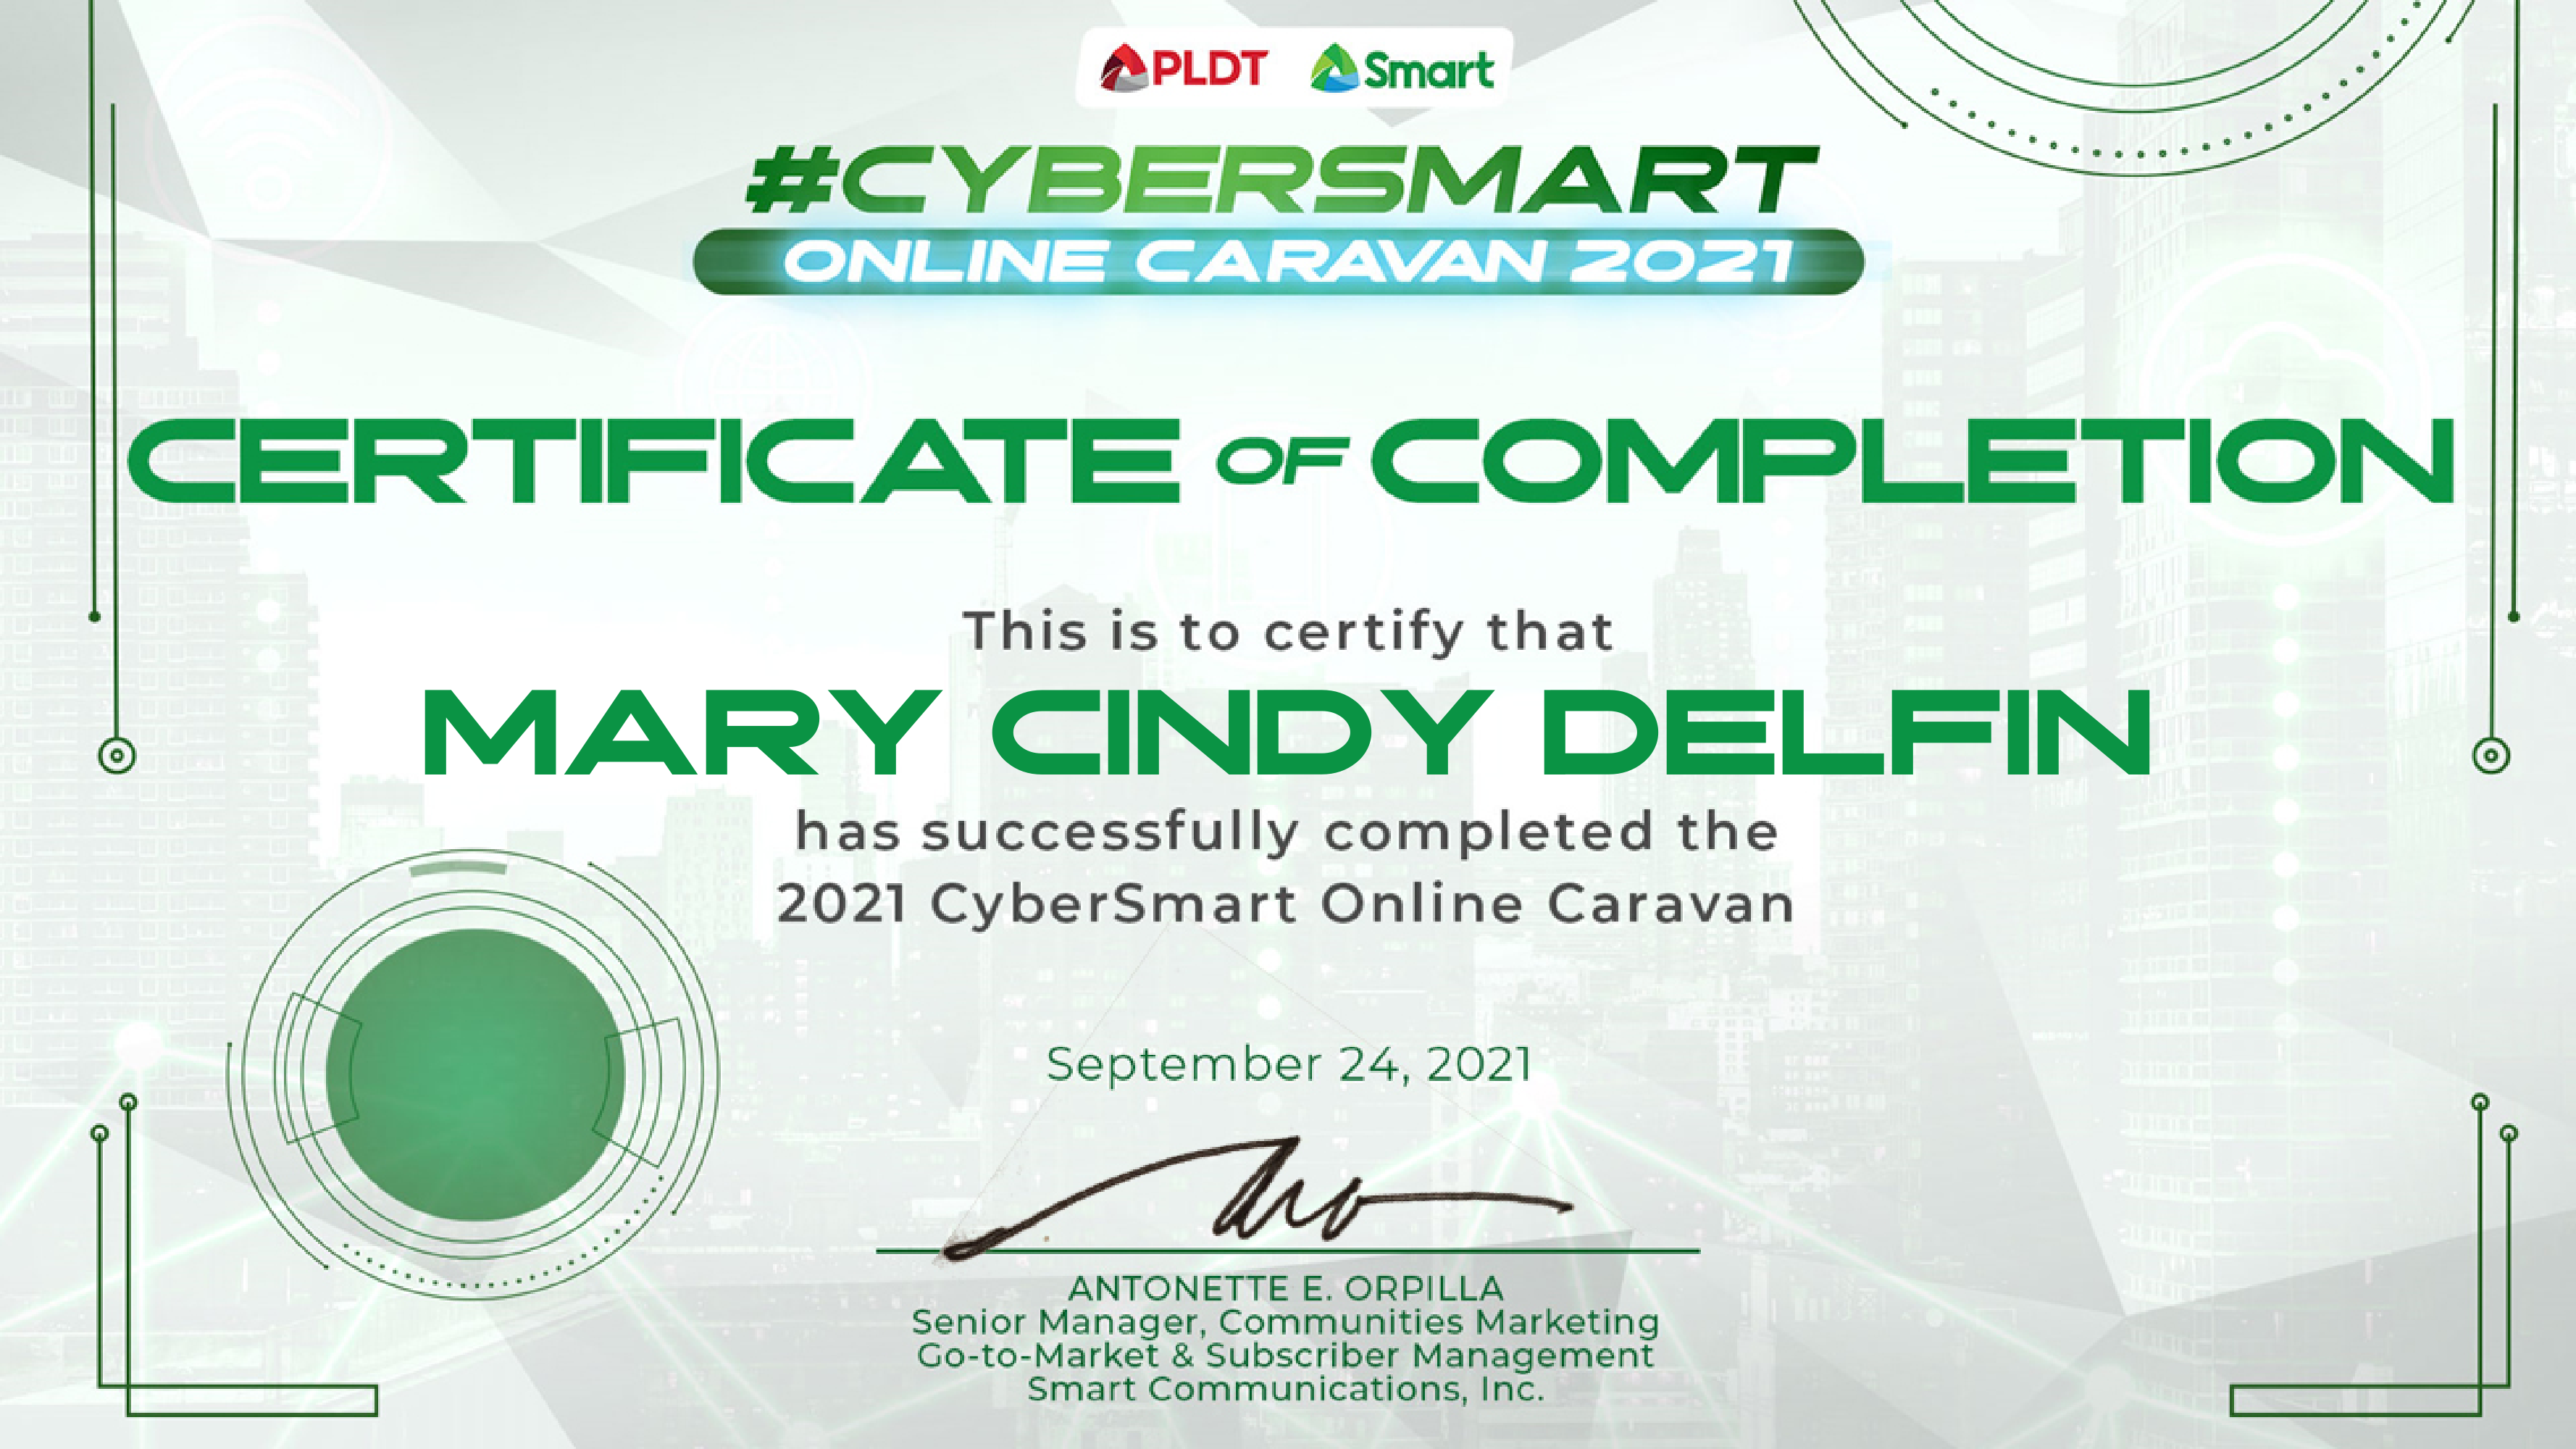 PLDT Smart
#CYBERSMART
ONLINE CARAVAN 2021
CERTIFICATE OF COMPLETION
This is to certify that
MARY CINDY DELFIN
has successfully completed the
2021 CyberSmart Online Caravan
September 24, 2021
ANTONETTE E. ORPILLA
Senior Manager, Communities Marketing
Go-to-Market & Subscriber Management
Smart Communications, Inc.